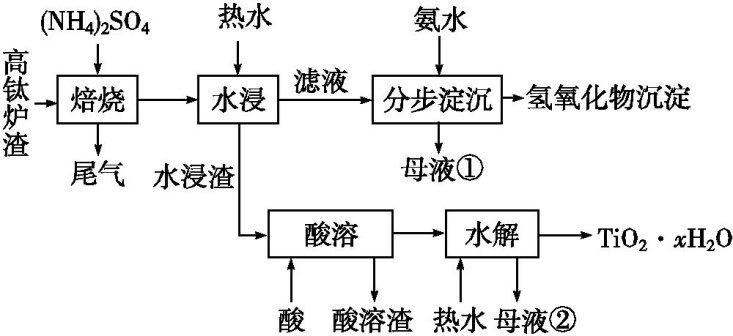 (NH4)2SO4
热水
氨水
高钛炉渣
焙烧
水浸
滤液
分步沉淀
氢氧化物沉淀
尾气
水浸渣
母液①
酸溶
水解
TiO2·xH2O
酸
酸溶渣
热水
母液②